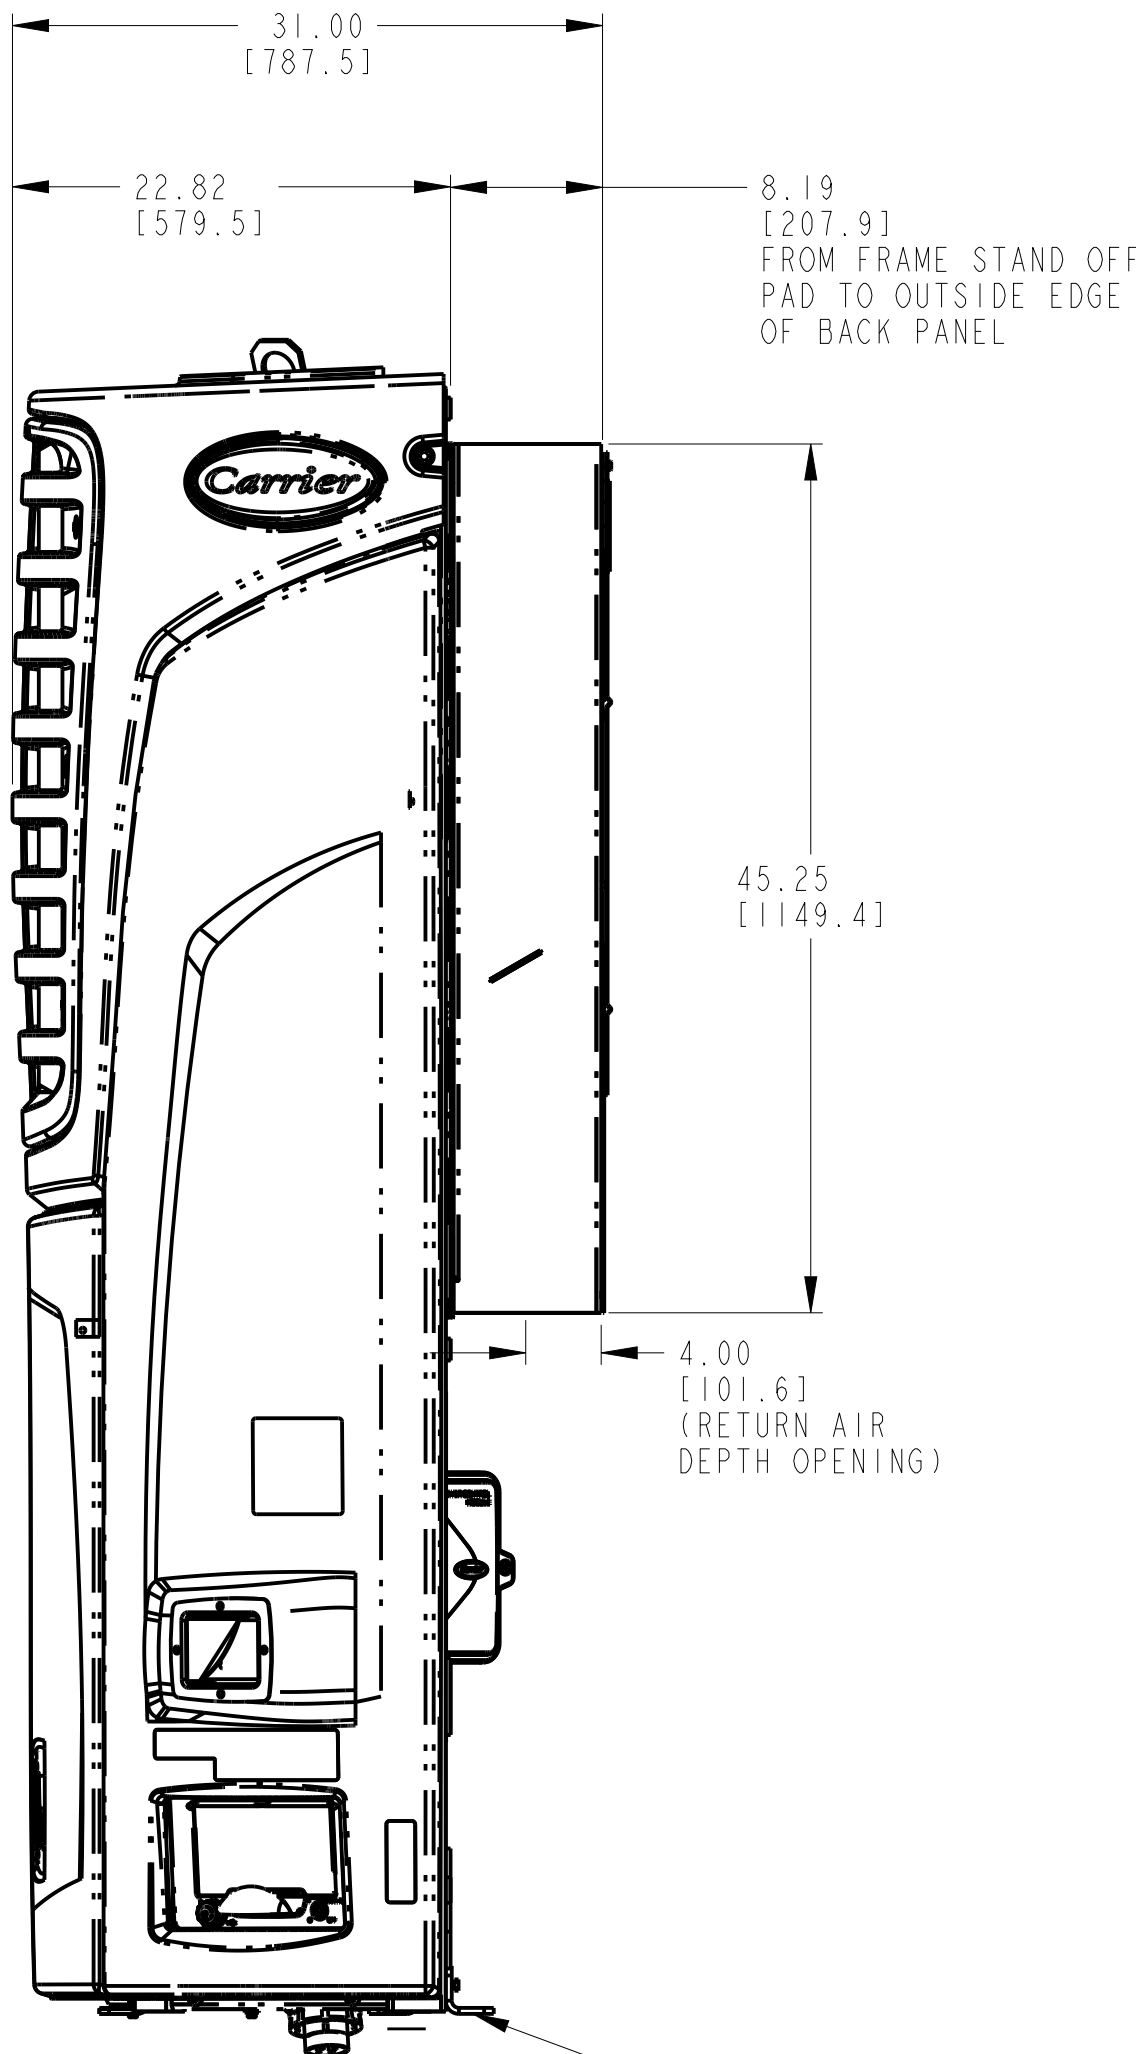 31.00
[787.5]
22.82
[579.5]
8.19
[207.9]
FROM FRAME STAND OFF
PAD TO OUTSIDE EDGE
OF BACK PANEL
Carrier
45.25
[1149.4]
4.00
[101.6]
(RETURN AIR
DEPTH OPENING)